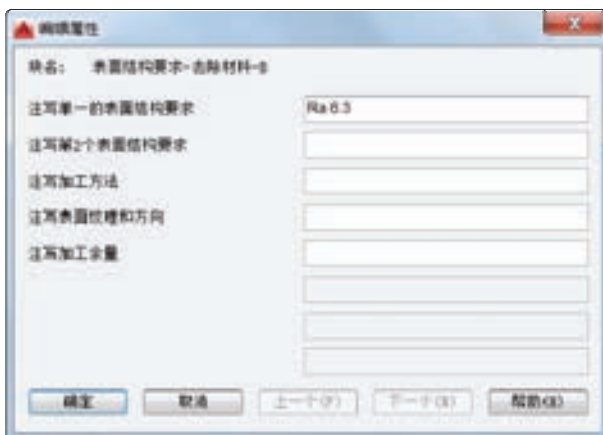 编辑属性
块名： 表面结构要求-去除材料-B
注写单一的表面结构要求 Ra 6.3
注写第2个表面结构要求
注写加工方法
注写表面纹理和方向
注写加工余量
确定 取消 上一个(P) 下一个(N) 帮助(H)